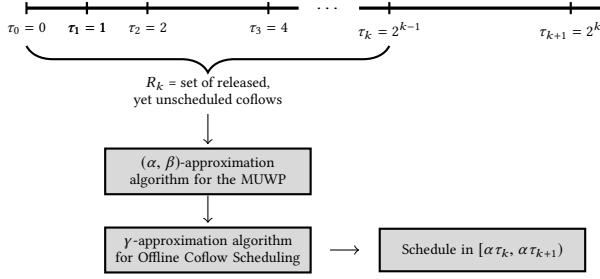 . . .
τ0 = 0 τ1 = 1 τ2 = 2 τ3 = 4 τk = 2^{k−1} τk+1 = 2^k
Rk = set of released,
yet unscheduled coflows
(α, β)-approximation
algorithm for the MUWP
γ-approximation algorithm
for Offline Coflow Scheduling
Schedule in [ατk, ατk+1)